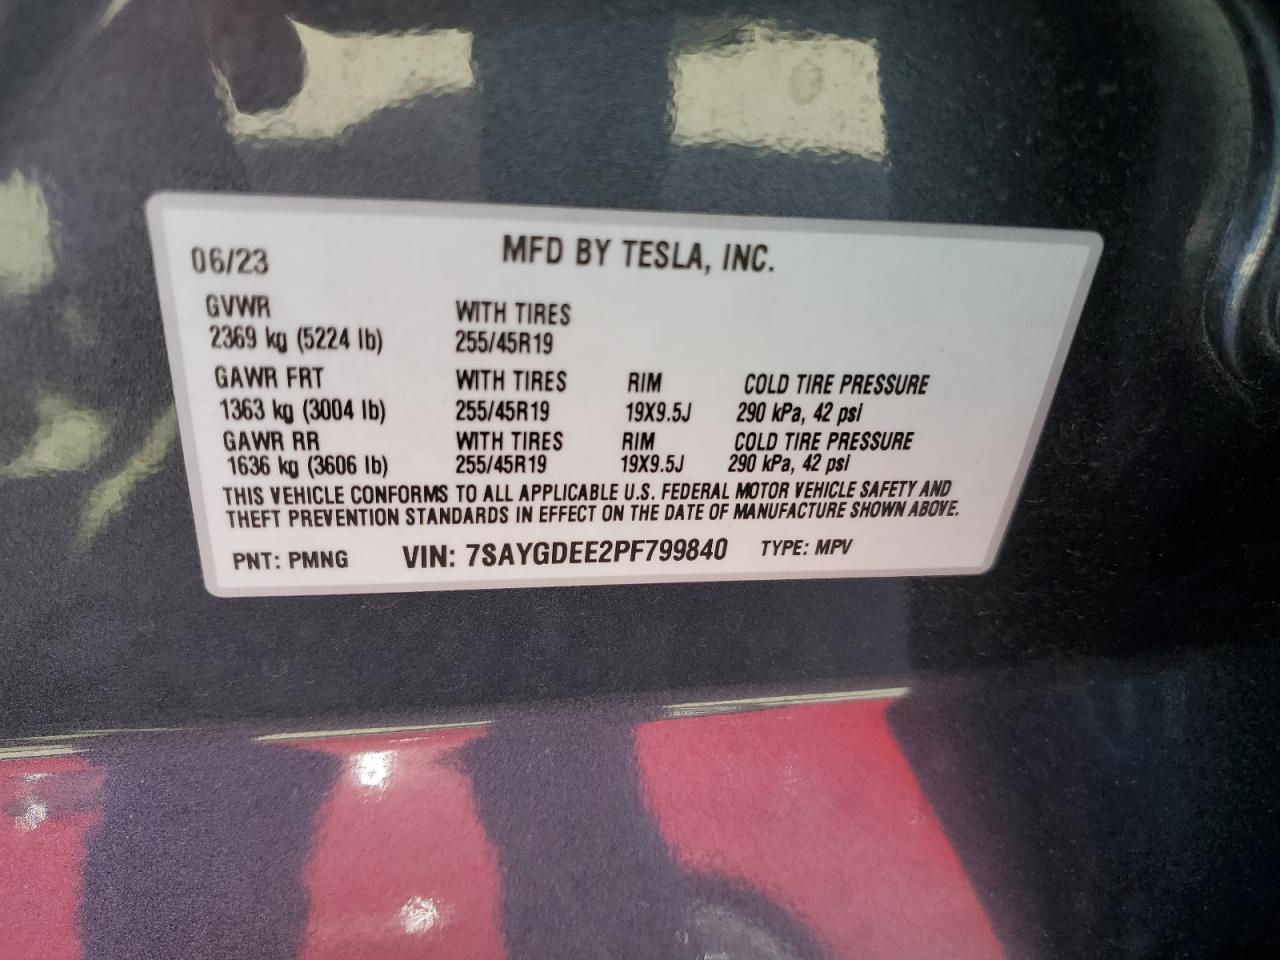 06/23 MFD BY TESLA, INC.
GVWR WITH TIRES
2369 kg (5224 lb) 255/45R19
GAWR FRT WITH TIRES RIM COLD TIRE PRESSURE
1363 kg (3004 lb) 255/45R19 19X9.5J 290 kPa, 42 psi
GAWR RR WITH TIRES RIM COLD TIRE PRESSURE
1636 kg (3606 lb) 255/45R19 19X9.5J 290 kPa, 42 psi
THIS VEHICLE CONFORMS TO ALL APPLICABLE U.S. FEDERAL MOTOR VEHICLE SAFETY AND
THEFT PREVENTION STANDARDS IN EFFECT ON THE DATE OF MANUFACTURE SHOWN ABOVE.
PNT: PMNG VIN: 7SAYGDEE2PF799840 TYPE: MPV